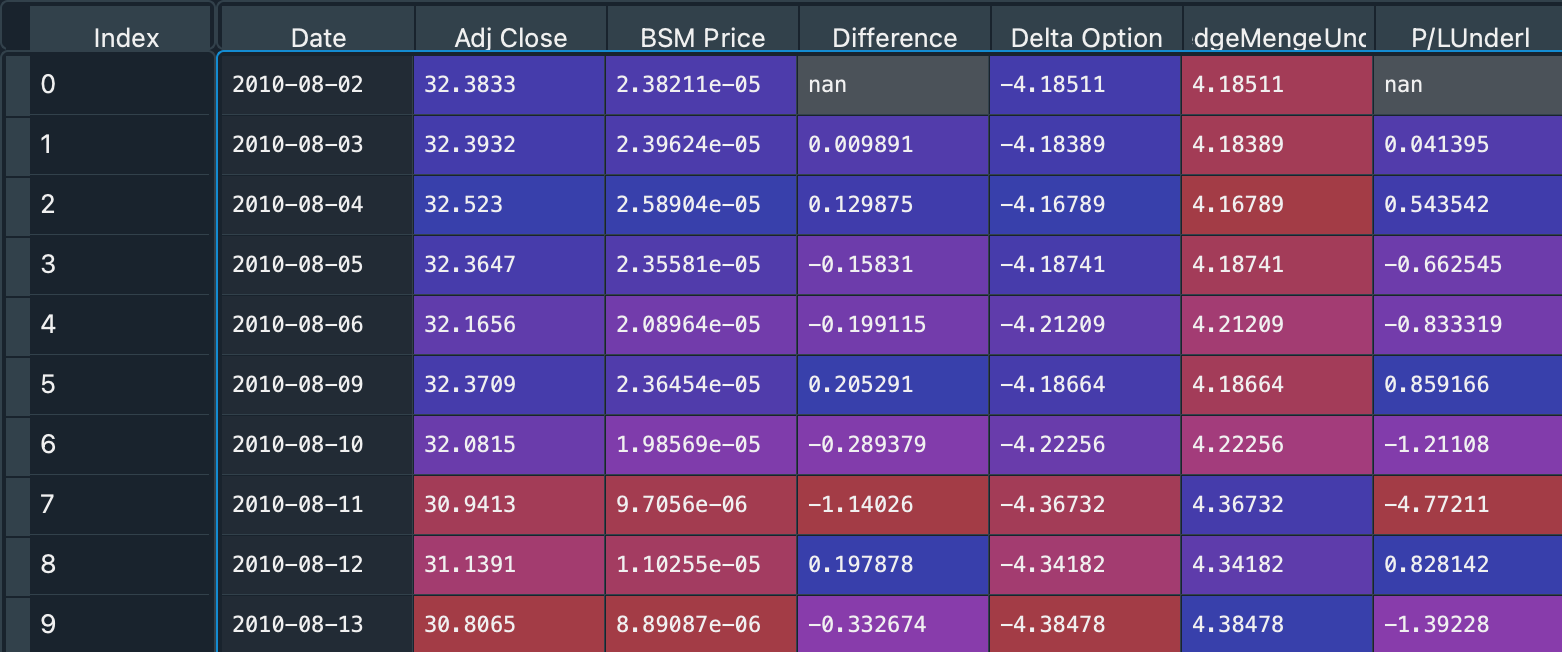 Index Date Adj Close BSM Price Difference Delta Option dgeMengeUnd P/LUnderl
0 2010-08-02 32.3833 2.38211e-05 nan -4.18511 4.18511 nan
1 2010-08-03 32.3932 2.39624e-05 0.009891 -4.18389 4.18389 0.041395
2 2010-08-04 32.523 2.58904e-05 0.129875 -4.16789 4.16789 0.543542
3 2010-08-05 32.3647 2.35581e-05 -0.15831 -4.18741 4.18741 -0.662545
4 2010-08-06 32.1656 2.08964e-05 -0.199115 -4.21209 4.21209 -0.833319
5 2010-08-09 32.3709 2.36454e-05 0.205291 -4.18664 4.18664 0.859166
6 2010-08-10 32.0815 1.98569e-05 -0.289379 -4.22256 4.22256 -1.21108
7 2010-08-11 30.9413 9.7056e-06 -1.14026 -4.36732 4.36732 -4.77211
8 2010-08-12 31.1391 1.10255e-05 0.197878 -4.34182 4.34182 0.828142
9 2010-08-13 30.8065 8.89087e-06 -0.332674 -4.38478 4.38478 -1.39228